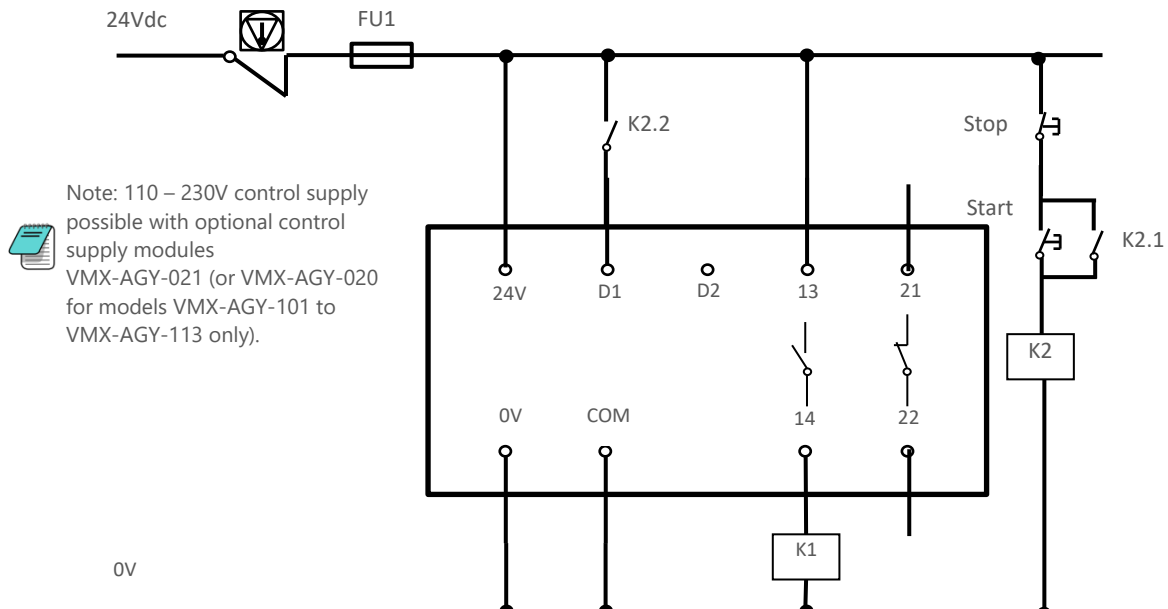 24Vdc
FU1
K2.2
Stop
Note: 110 – 230V control supply
possible with optional control
supply modules
VMX-AGY-021 (or VMX-AGY-020
for models VMX-AGY-101 to
VMX-AGY-113 only).
Start
K2.1
24V
D1
D2
13
21
K2
0V
COM
14
22
K1
0V